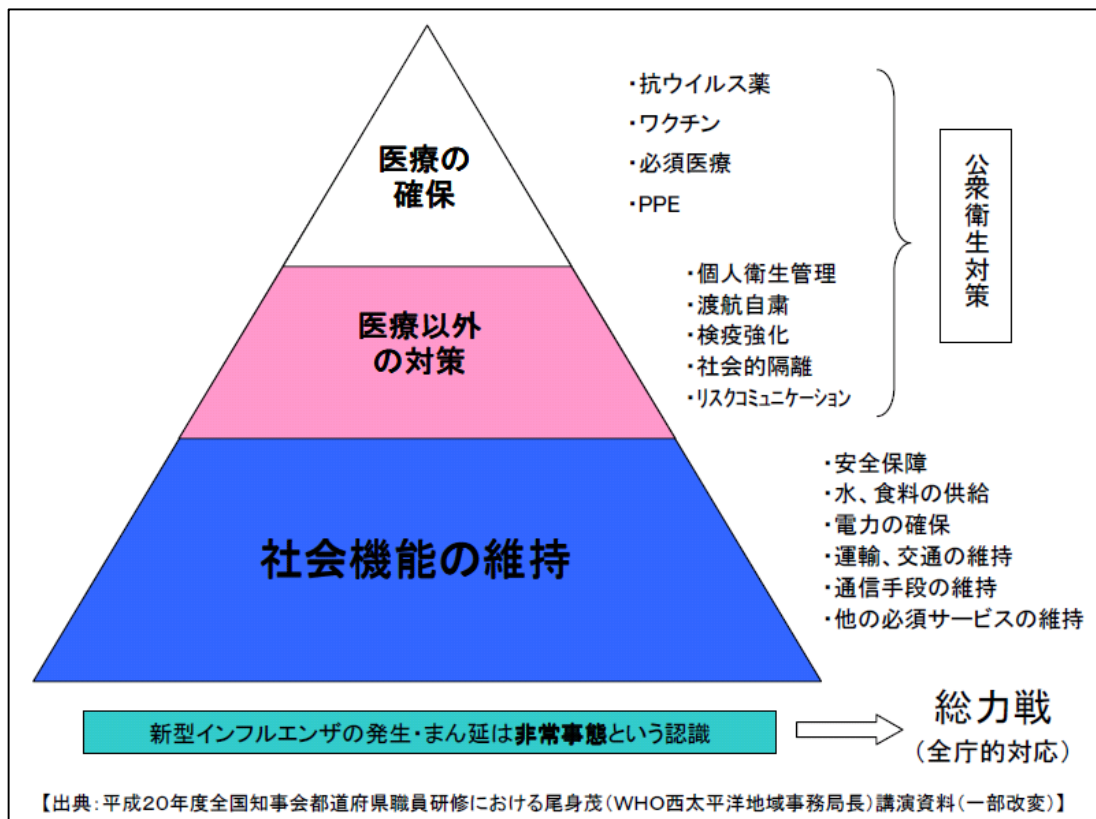 医療の
確保
・抗ウイルス薬
・ワクチン
・必須医療
・PPE
医療以外
の対策
・個人衛生管理
・渡航自粛
・検疫強化
・社会的隔離
・リスクコミュニケーション
公衆衛生対策
社会機能の維持
・安全保障
・水、食料の供給
・電力の確保
・運輸、交通の維持
・通信手段の維持
・他の必須サービスの維持
新型インフルエンザの発生・まん延は非常事態という認識
総力戦
(全庁的対応)
【出典:平成20年度全国知事会都道府県職員研修における尾身茂(WHO西太平洋地域事務局長)講演資料(一部改変)】